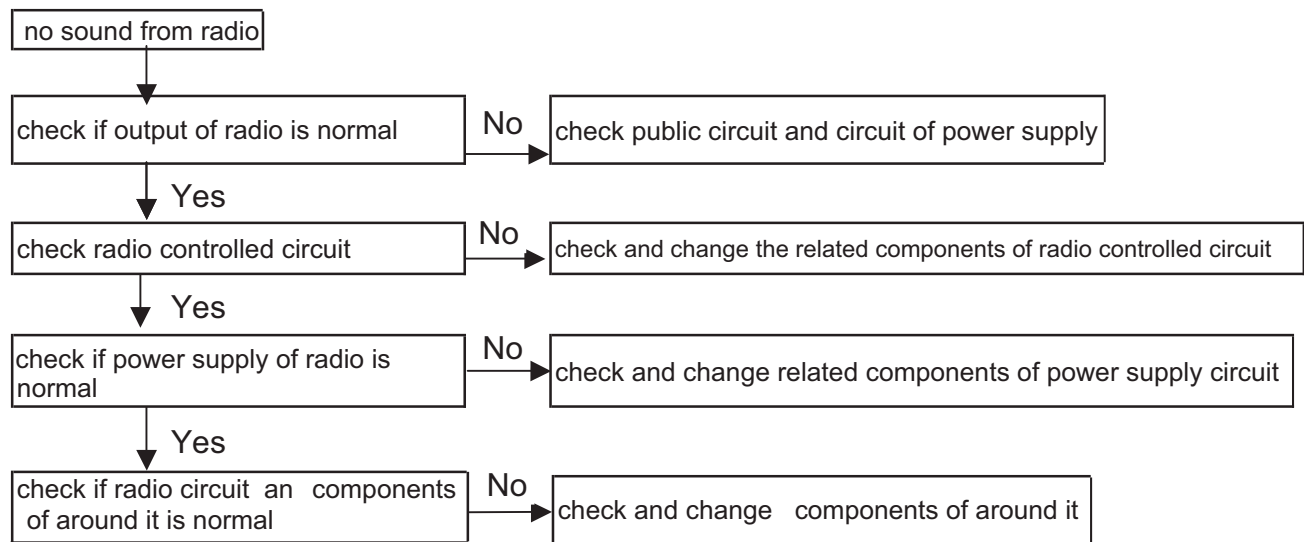 no sound from radio
check if output of radio is normal
No
check public circuit and circuit of power supply
Yes
check radio controlled circuit
No
check and change the related components of radio controlled circuit
Yes
check if power supply of radio is
normal
No
check and change related components of power supply circuit
Yes
check if radio circuit an components
of around it is normal
No
check and change components of around it